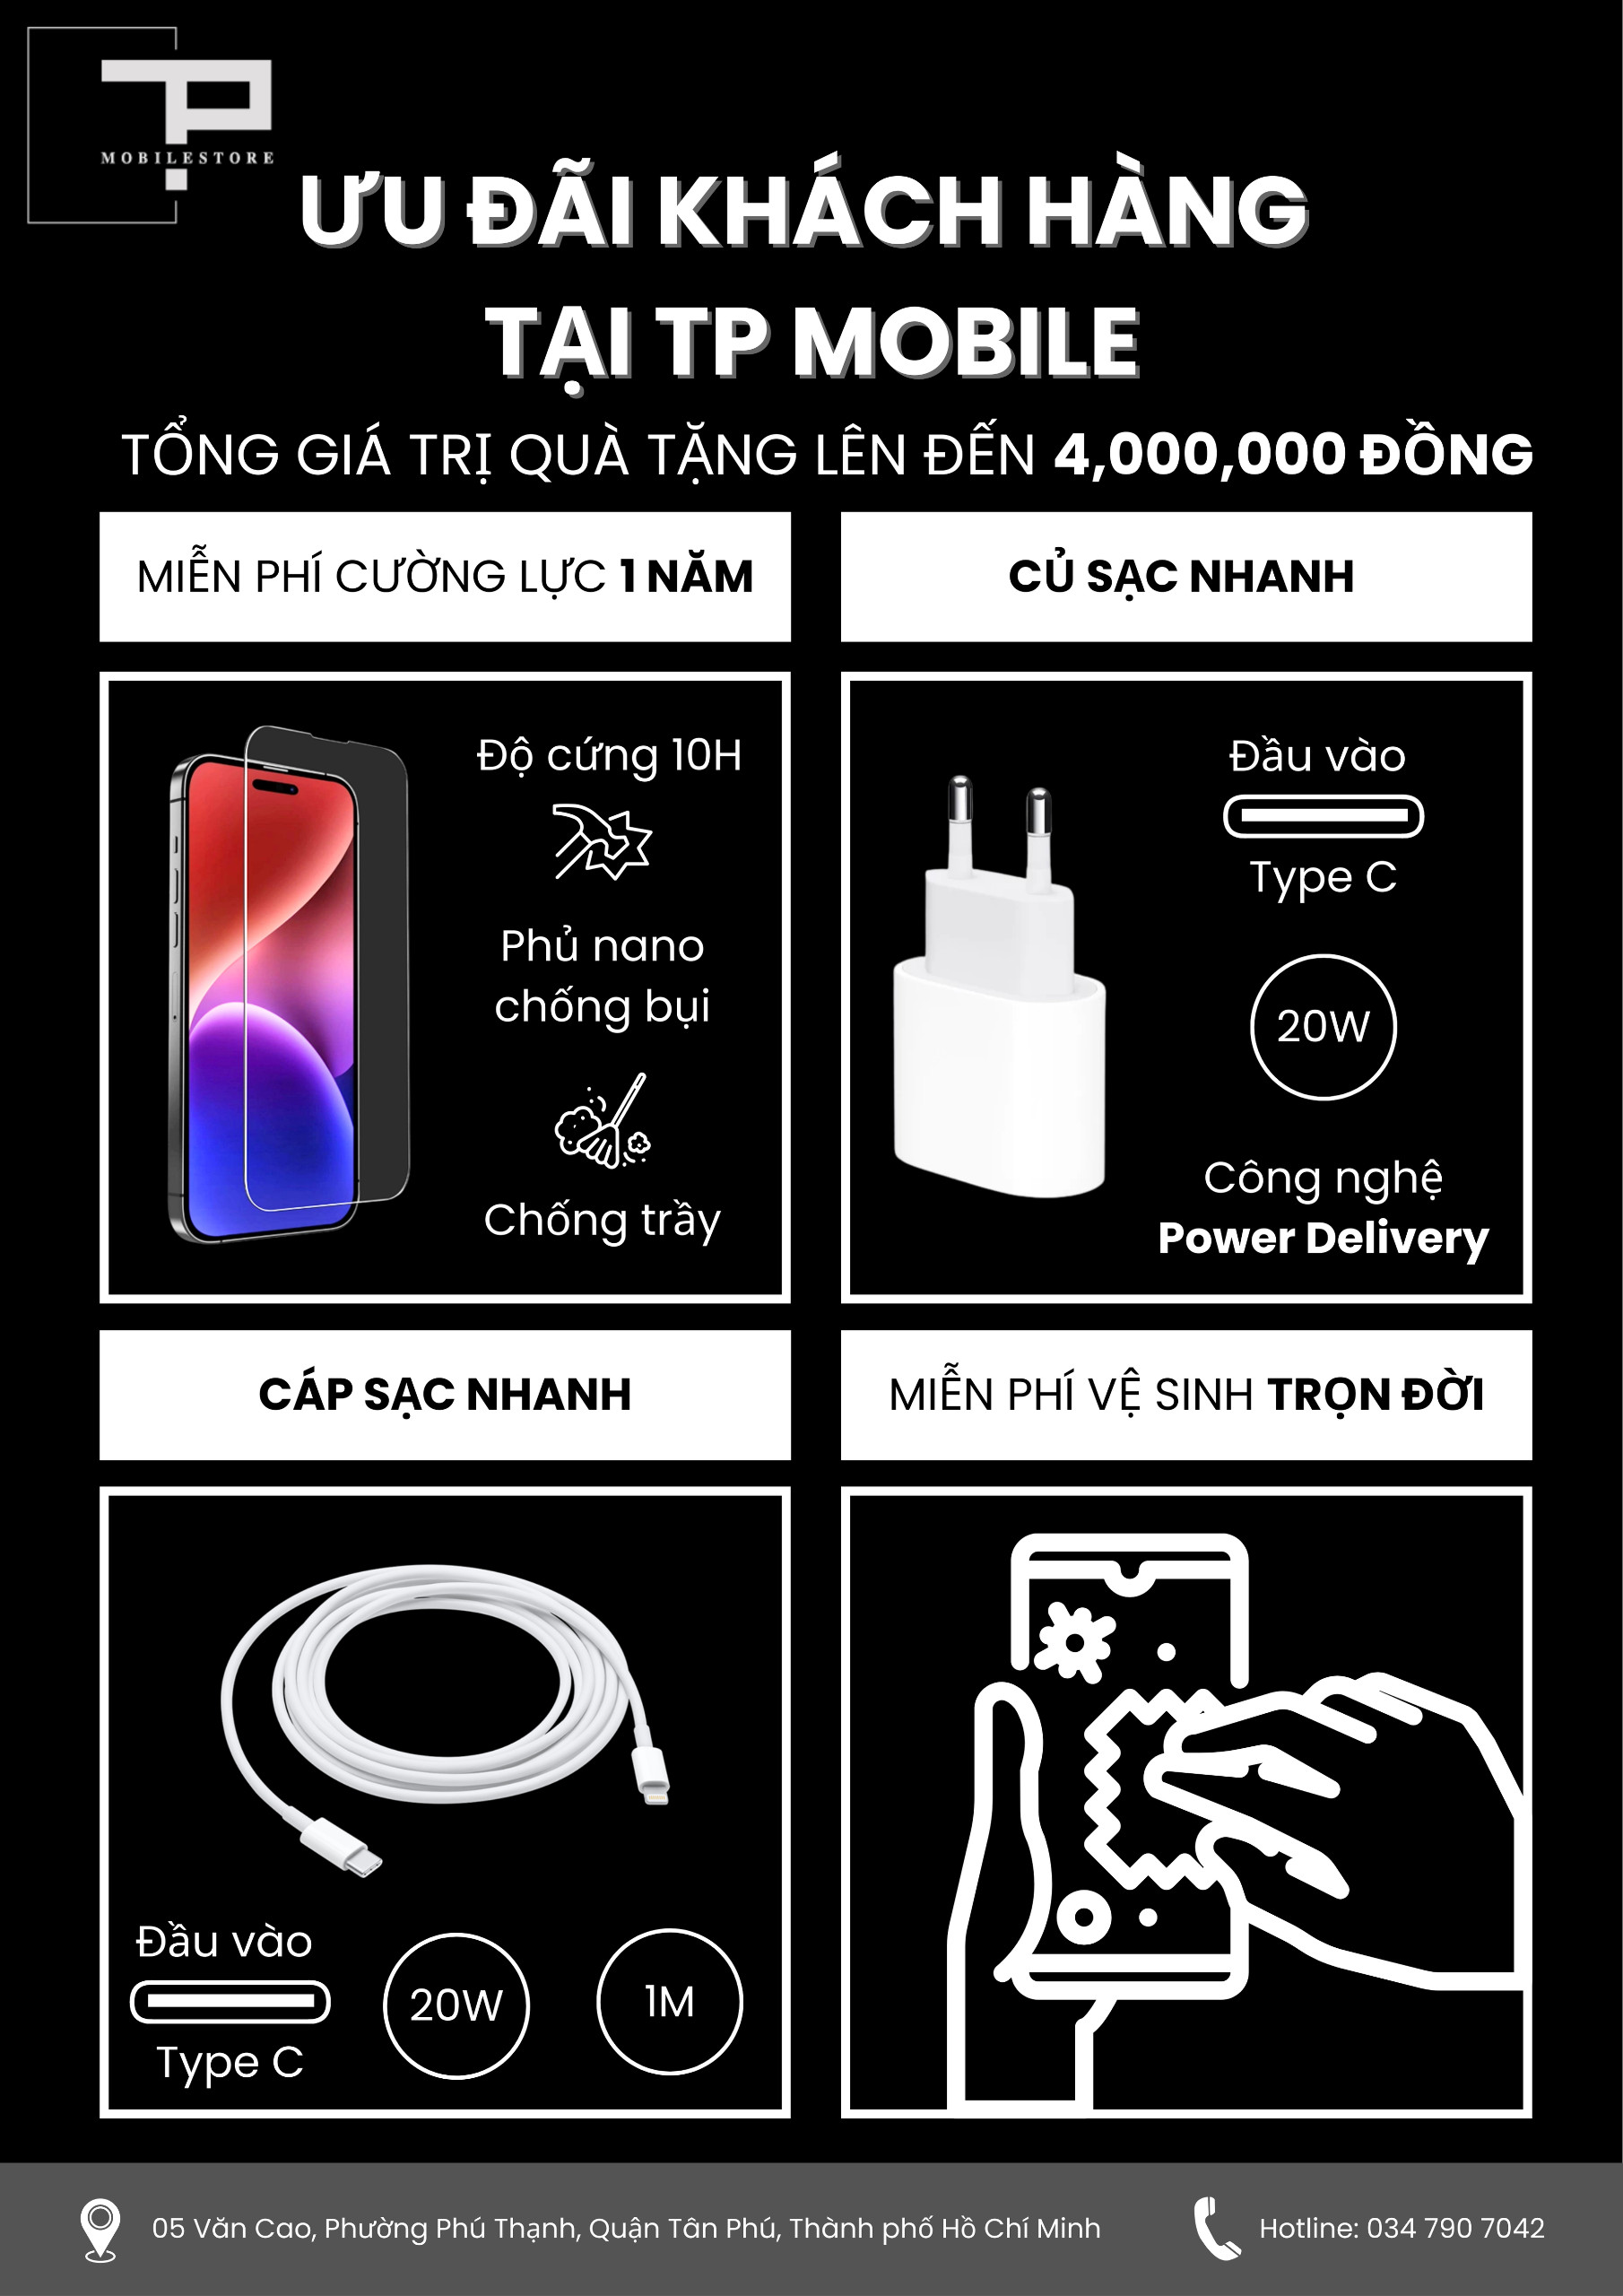 TP
MOBILESTORE
ƯU ĐÃI KHÁCH HÀNG
TẠI TP MOBILE
TỔNG GIÁ TRỊ QUÀ TẶNG LÊN ĐẾN 4,000,000 ĐỒNG
MIỄN PHÍ CƯỜNG LỰC 1 NĂM
Độ cứng 10H
Phủ nano
chống bụi
Chống trầy
CỦ SẠC NHANH
Đầu vào
Type C
20W
Công nghệ
Power Delivery
CÁP SẠC NHANH
Đầu vào
Type C
20W
1M
MIỄN PHÍ VỆ SINH TRỌN ĐỜI
05 Văn Cao, Phường Phú Thạnh, Quận Tân Phú, Thành phố Hồ Chí Minh
Hotline: 034 790 7042